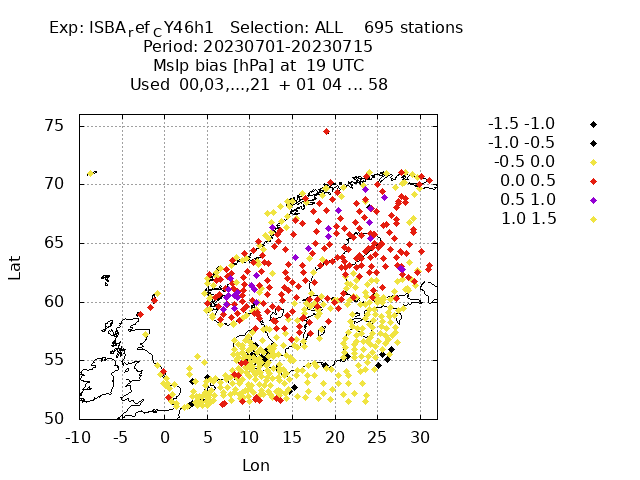 Exp: ISBA_ref_CY46h1 Selection: ALL 695 stations
Period: 20230701-20230715
Mslp bias [hPa] at 19 UTC
Used 00,03,...,21 + 01 04 ... 58
-1.5 -1.0
-1.0 -0.5
-0.5 0.0
0.0 0.5
0.5 1.0
1.0 1.5
75
70
65
60
55
50
Lat
-10 -5 0 5 10 15 20 25 30
Lon